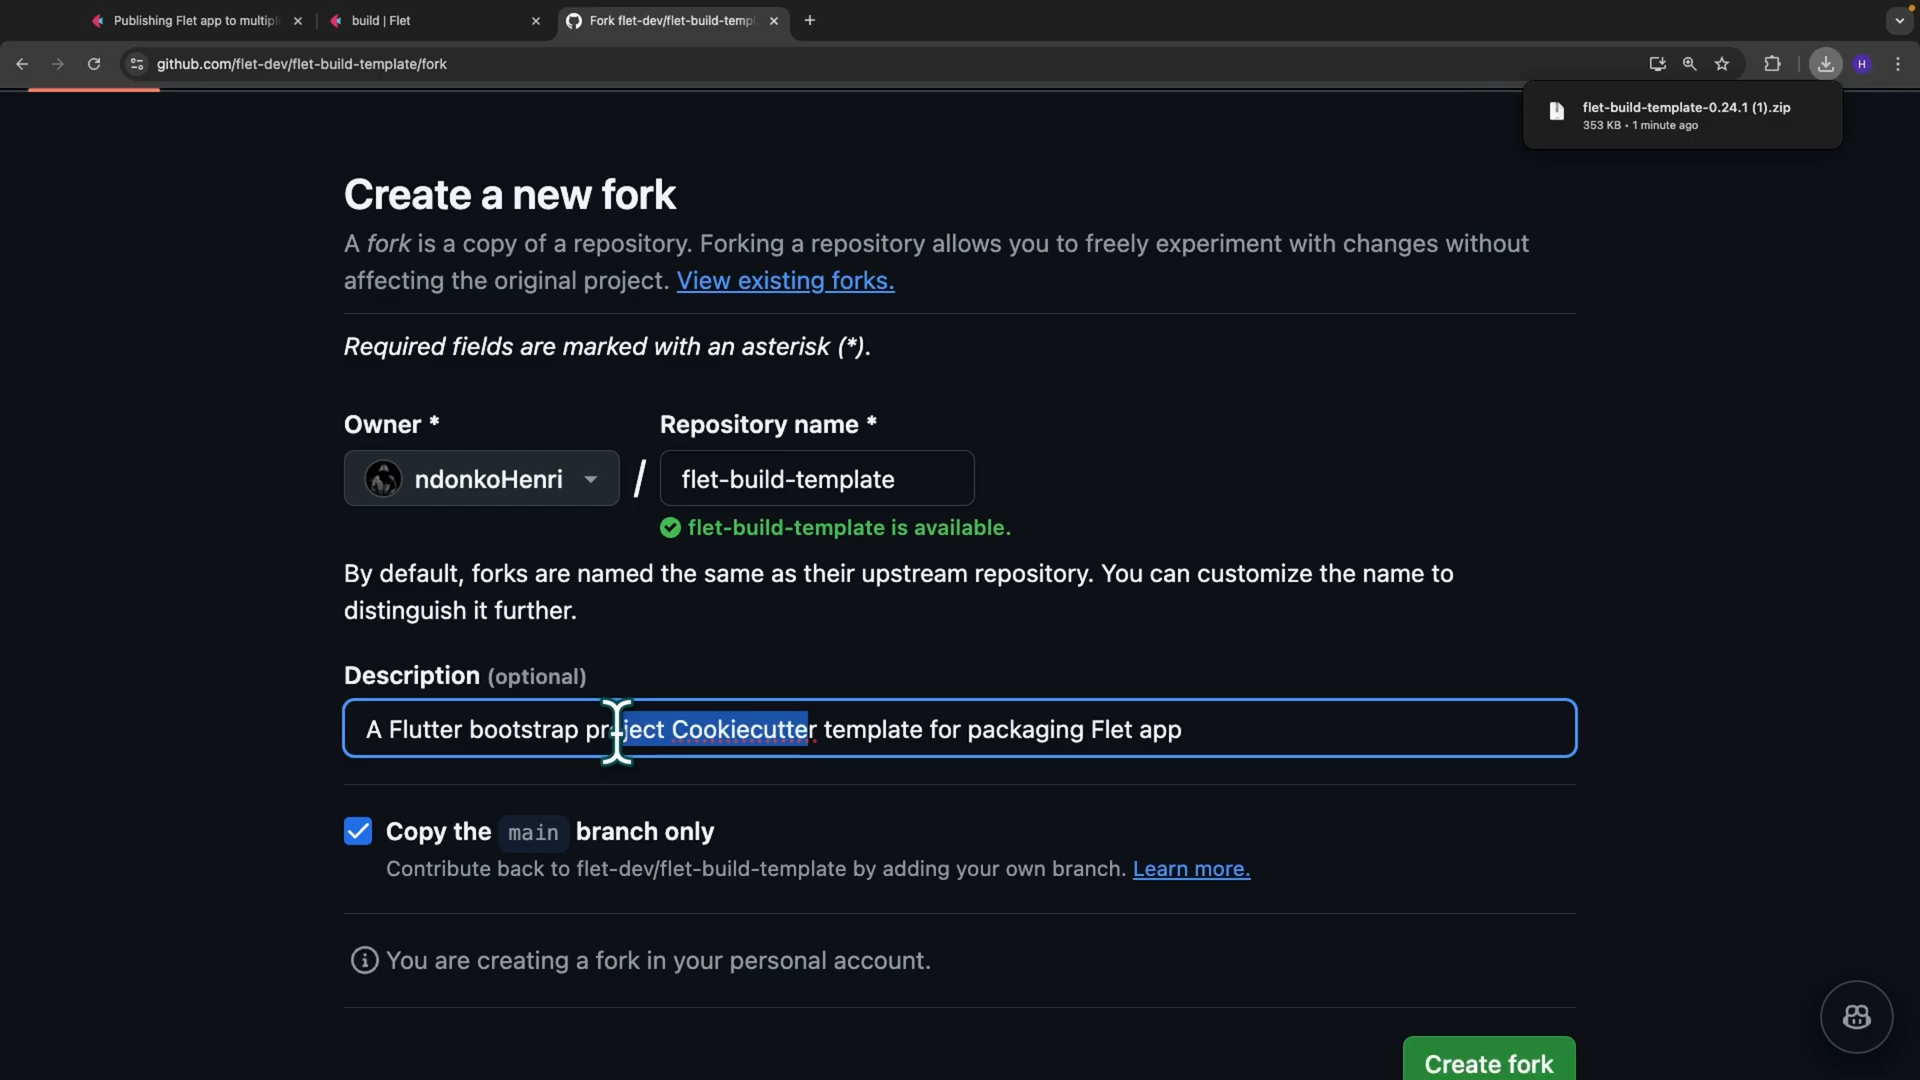 Publishing Flet app to multipl
build | Flet
Fork flet-dev/flet-build-templ
github.com/flet-dev/flet-build-template/fork
H
flet-build-template-0.24.1 (1).zip
353 KB • 1 minute ago
Create a new fork
A fork is a copy of a repository. Forking a repository allows you to freely experiment with changes without
affecting the original project. View existing forks.
Required fields are marked with an asterisk (*).
Owner * Repository name *
ndonkoHenri / flet-build-template
flet-build-template is available.
By default, forks are named the same as their upstream repository. You can customize the name to
distinguish it further.
Description (optional)
A Flutter bootstrap project Cookiecutter template for packaging Flet app
Copy the main branch only
Contribute back to flet-dev/flet-build-template by adding your own branch. Learn more.
You are creating a fork in your personal account.
Create fork